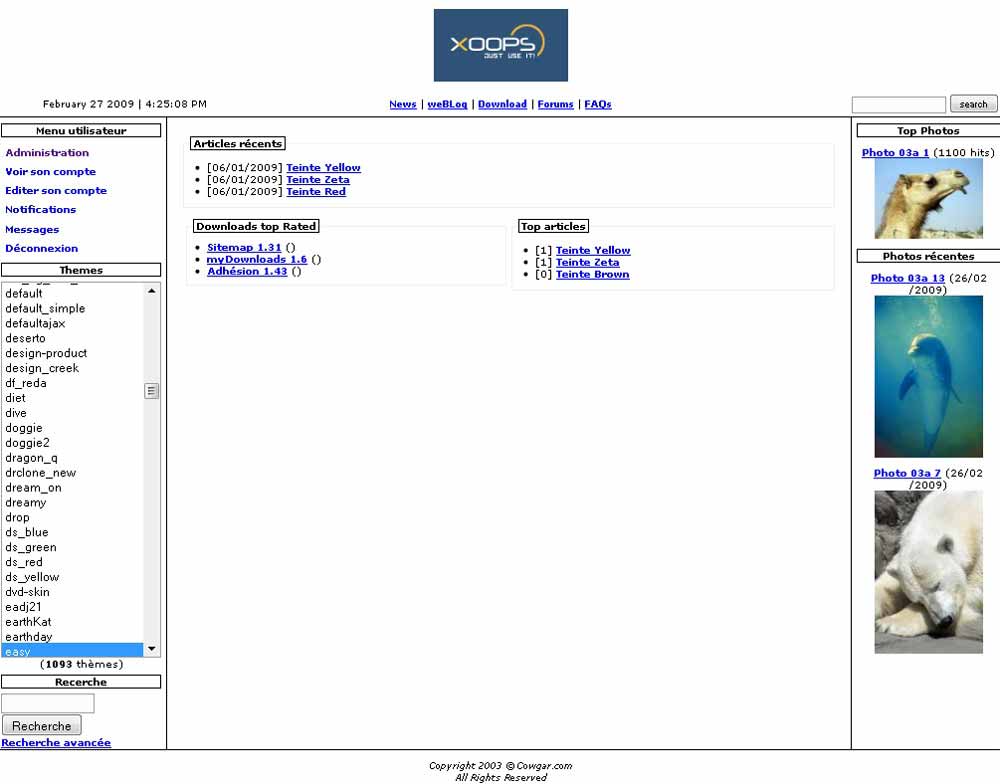 XOOPS
JUST USE IT!
February 27 2009 | 4:25:08 PM
News | weBLog | Download | Forums | FAQs
search
Menu utilisateur
Administration
Voir son compte
Editer son compte
Notifications
Messages
Déconnexion
Themes
default
default_simple
defaultajax
deserto
design-product
design_creek
df_reda
diet
dive
doggie
doggie2
dragon_q
drclone_new
dream_on
dreamy
drop
ds_blue
ds_green
ds_red
ds_yellow
dvd-skin
eadj21
earthKat
earthday
easy
(1093 thèmes)
Recerche
Recherche
Recherche avancée
Articles récents
[06/01/2009] Teinte Yellow
[06/01/2009] Teinte Zeta
[06/01/2009] Teinte Red
Downloads top Rated
Sitemap 1.31 ()
myDownloads 1.6 ()
Adhésion 1.43 ()
Top articles
[1] Teinte Yellow
[1] Teinte Zeta
[0] Teinte Brown
Top Photos
Photo 03a 1 (1100 hits)
Photos récentes
Photo 03a 13 (26/02
/2009)
Photo 03a 7 (26/02
/2009)
Copyright 2003 © Cowgar.com
All Rights Reserved